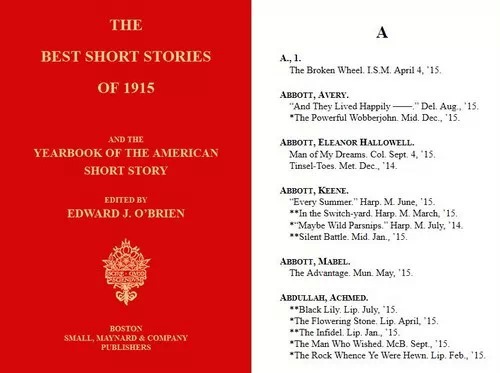 THE
BEST SHORT STORIES
OF 1915
AND THE
YEARBOOK OF THE AMERICAN
SHORT STORY
EDITED BY
EDWARD J. O’BRIEN
BOSTON
SMALL, MAYNARD & COMPANY
PUBLISHERS
A
A., 1.
The Broken Wheel. I.S.M. April 4, ’15.
ABBOTT, AVERY.
“And They Lived Happily ——.” Del. Aug., ’15.
*The Powerful Wobberjohn. Mid. Dec., ’15.
ABBOTT, ELEANOR HALLOWELL.
Man of My Dreams. Col. Sept. 4, ’15.
Tinsel-Toes. Met. Dec., ’14.
ABBOTT, KEENE.
“Every Summer.” Harp. M. June, ’15.
**In the Switch-yard. Harp. M. March, ’15.
*“Maybe Wild Parsnips.” Harp. M. July, ’14.
**Silent Battle. Mid. Jan., ’15.
ABBOT, MABEL.
The Advantage. Mun. May, ’15.
ABDULLAH, ACHMED.
**Black Lily. Lip. July, ’15.
*The Flowering Stone. Lip. April, ’15.
**The Infidel. Lip. Jan., ’15.
*The Man Who Wished. McB. Sept., ’15.
*The Rock Whence Ye Were Hewn. Lip. Feb., ’15.